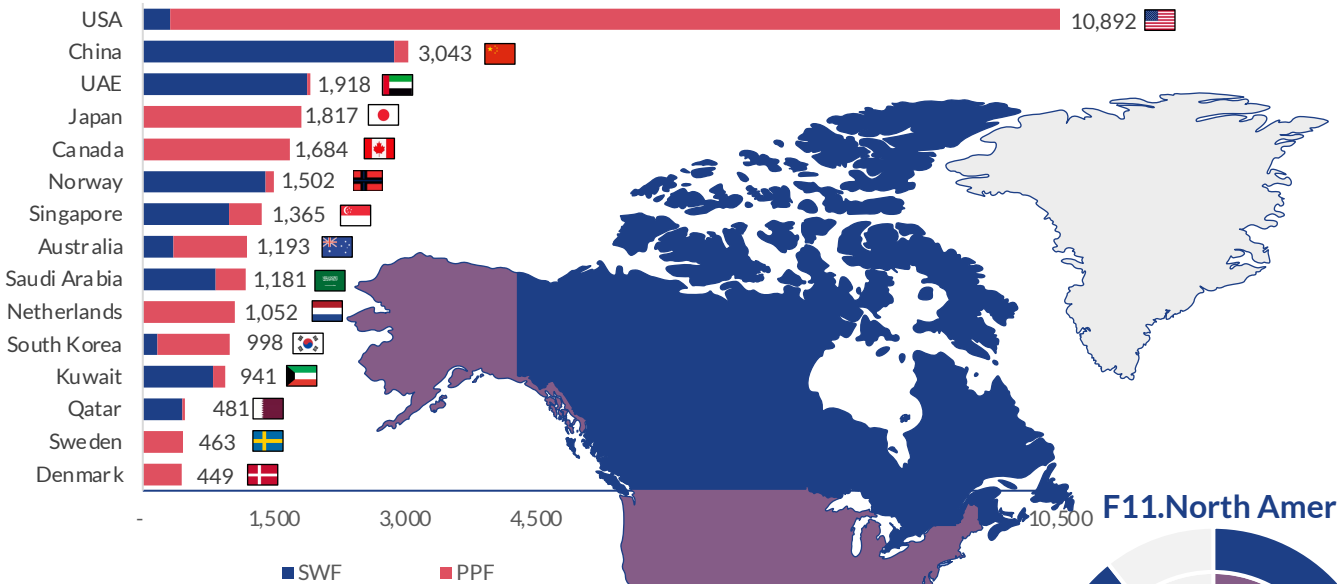 USA 10,892
China 3,043
UAE 1,918
Japan 1,817
Canada 1,684
Norway 1,502
Singapore 1,365
Australia 1,193
Saudi Arabia 1,181
Netherlands 1,052
South Korea 998
Kuwait 941
Qatar 481
Sweden 463
Denmark 449
- 1,500 3,000 4,500 10,500
F11.North Amer
SWF PPF